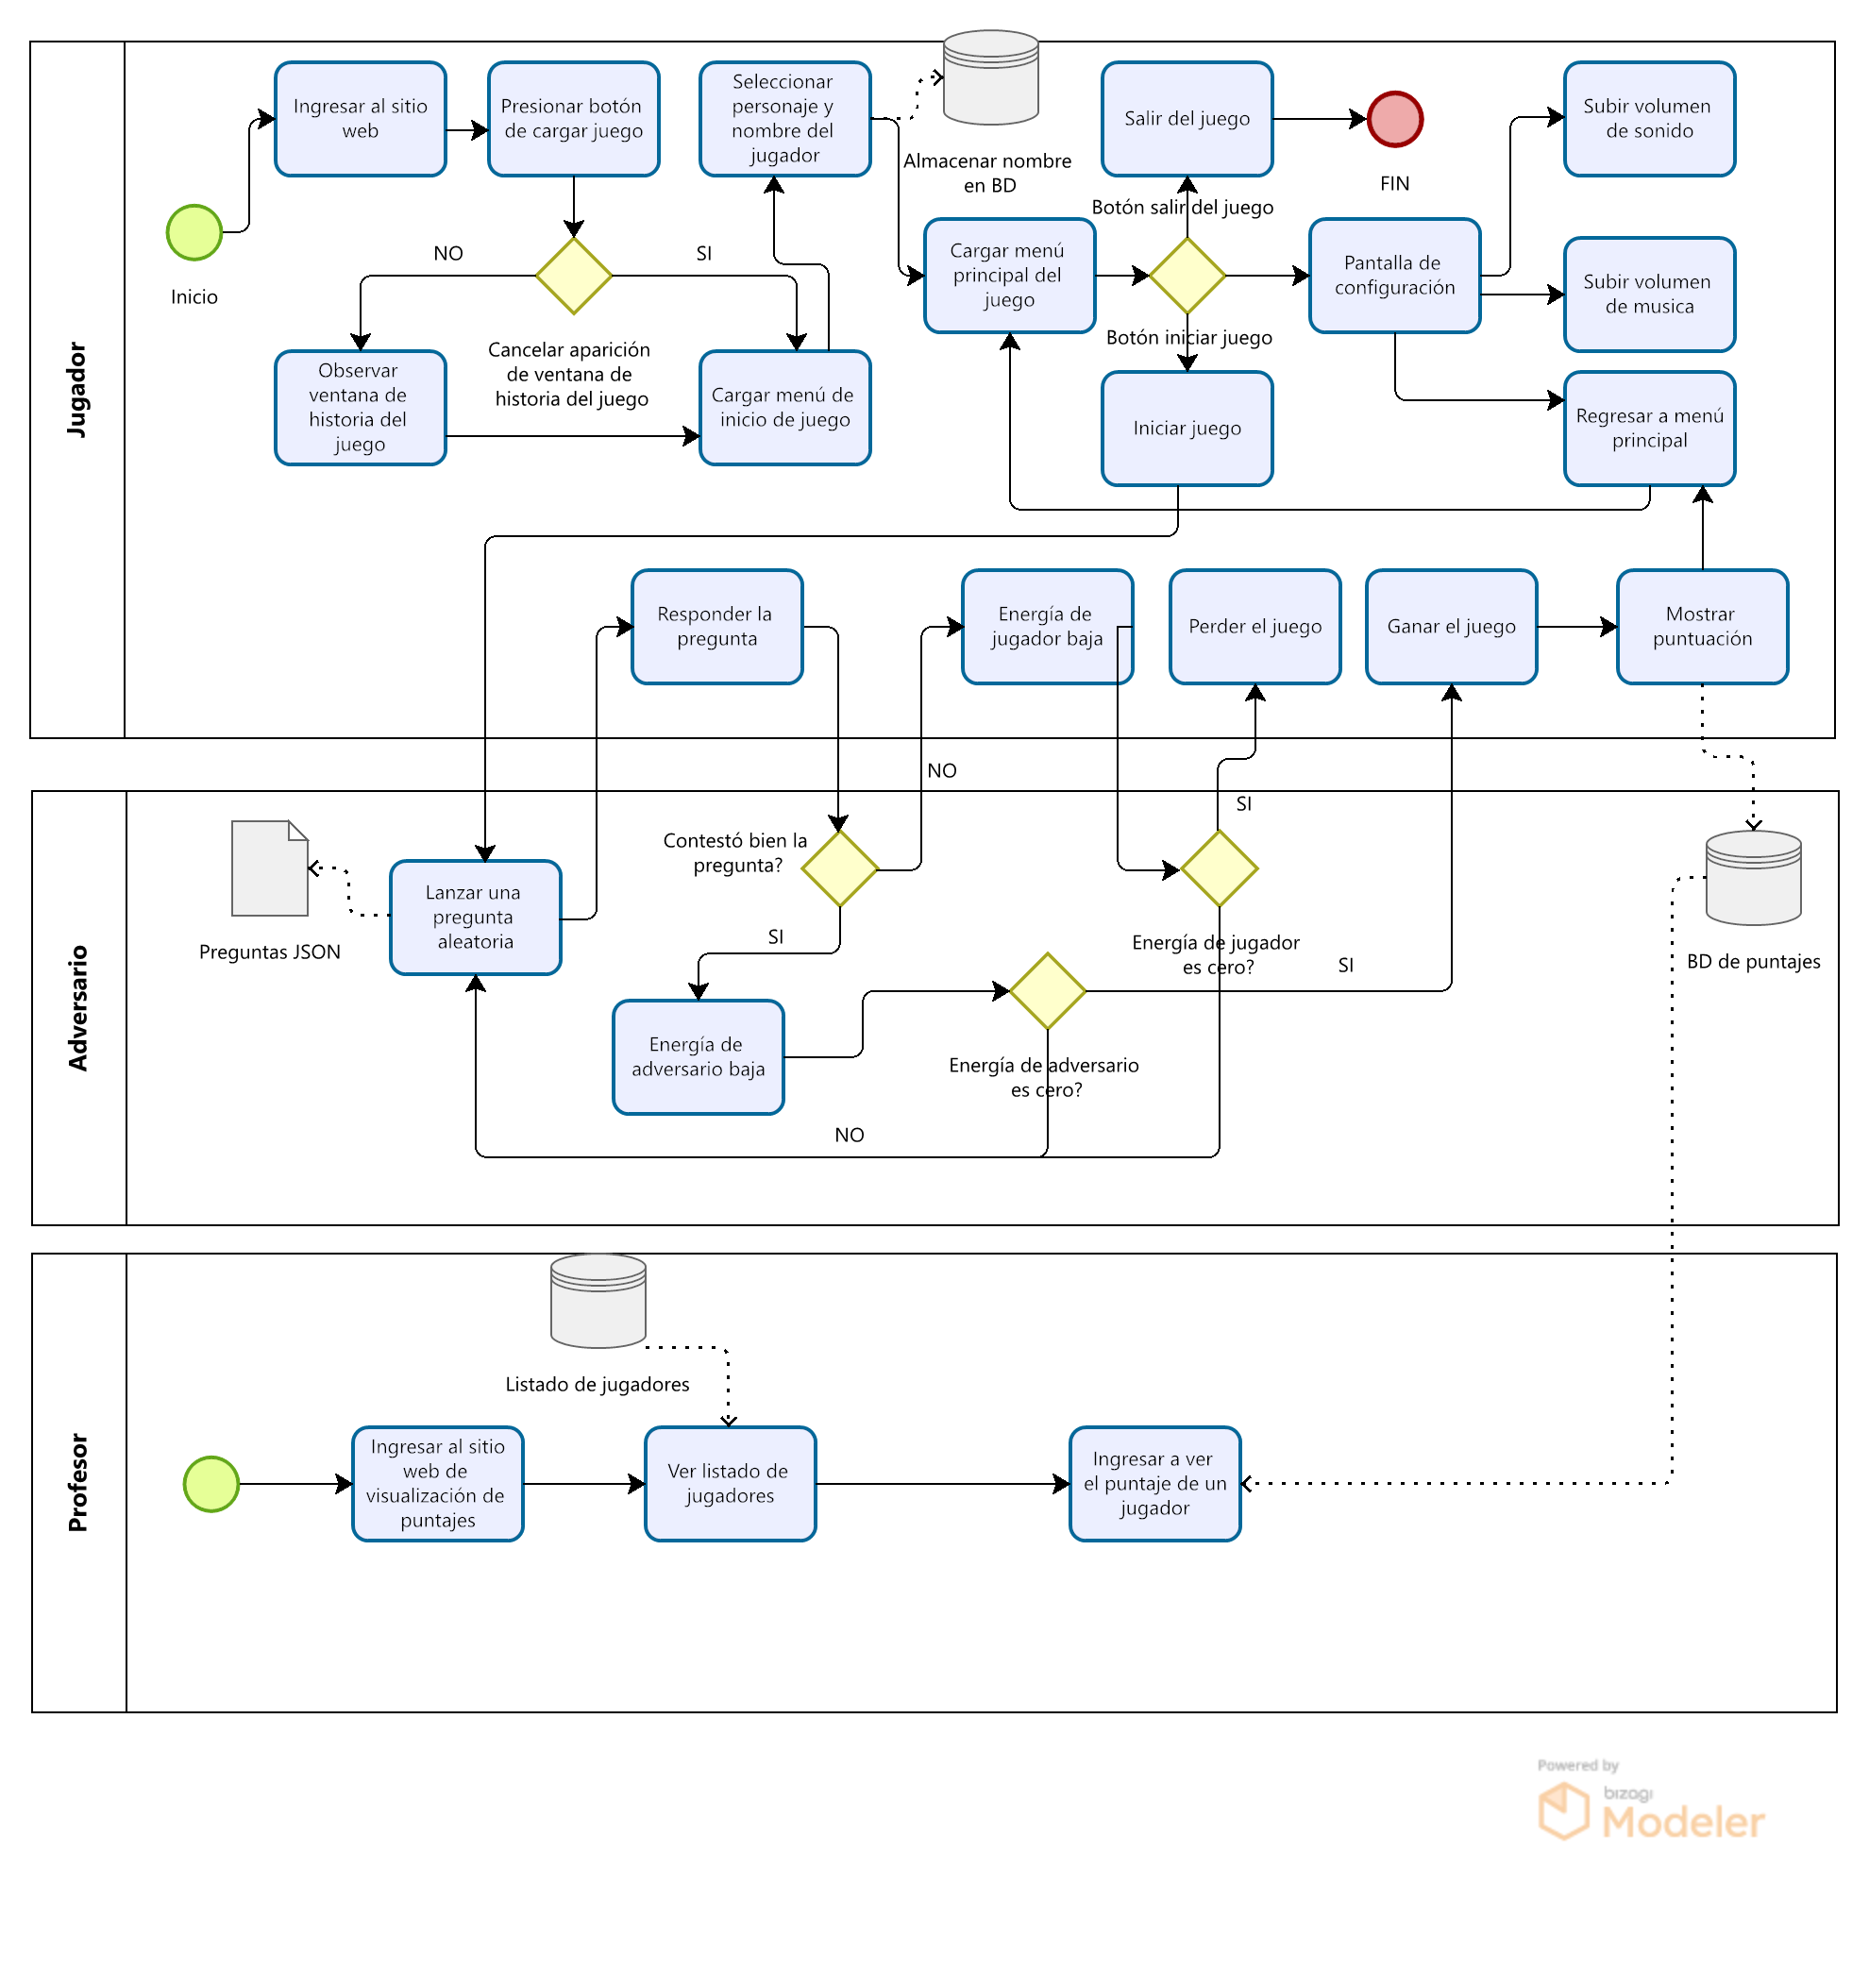 Jugador
Ingresar al sitio
web
Presionar botón
de cargar juego
Seleccionar
personaje y
nombre del
jugador
Almacenar nombre
en BD
Salir del juego
FIN
Subir volumen
de sonido
Inicio
NO
SI
Cancelar aparición
de ventana de
historia del juego
Observar
ventana de
historia del
juego
Cargar menú de
inicio de juego
Cargar menú
principal del
juego
Botón salir del juego
Botón iniciar juego
Pantalla de
configuración
Subir volumen
de musica
Iniciar juego
Regresar a menú
principal
Responder la
pregunta
Energía de
jugador baja
Perder el juego
Ganar el juego
Mostrar
puntuación
Adversario
NO
SI
Contestó bien la
pregunta?
Preguntas JSON
Lanzar una
pregunta
aleatoria
SI
Energía de jugador
es cero?
SI
BD de puntajes
Energía de
adversario baja
Energía de adversario
es cero?
NO
Profesor
Listado de jugadores
Ingresar al sitio
web de
visualización de
puntajes
Ver listado de
jugadores
Ingresar a ver
el puntaje de un
jugador
Powered by
bizagi
Modeler